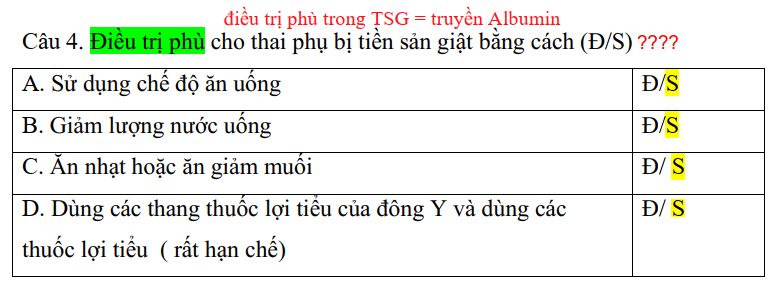 điều trị phù trong TSG = truyền Albumin
Câu 4. Điều trị phù cho thai phụ bị tiền sản giật bằng cách (Đ/S) ????
A. Sử dụng chế độ ăn uống Đ/S
B. Giảm lượng nước uống Đ/S
C. Ăn nhạt hoặc ăn giảm muối Đ/ S
D. Dùng các thang thuốc lợi tiểu của đông Y và dùng các Đ/ S
thuốc lợi tiểu ( rất hạn chế)